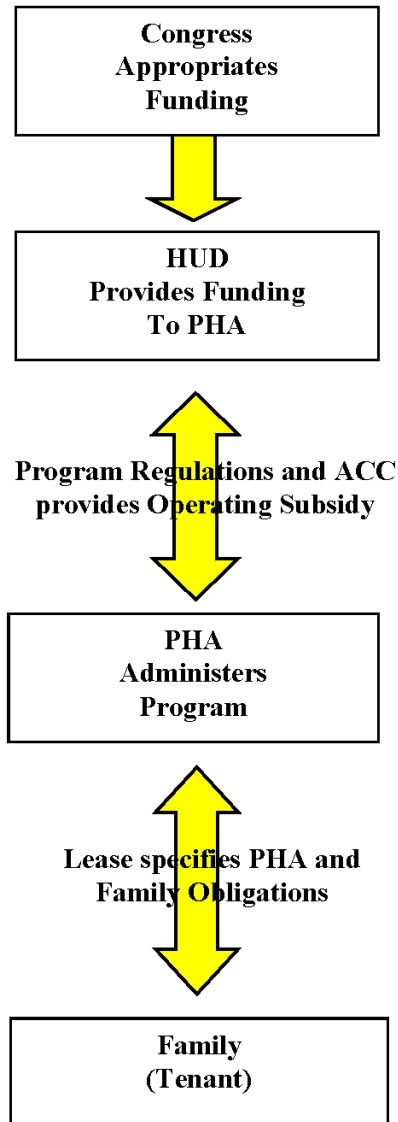 Congress
Appropriates
Funding
HUD
Provides Funding
To PHA
Program Regulations and ACC
provides Operating Subsidy
PHA
Administers
Program
Lease specifies PHA and
Family Obligations
Family
(Tenant)